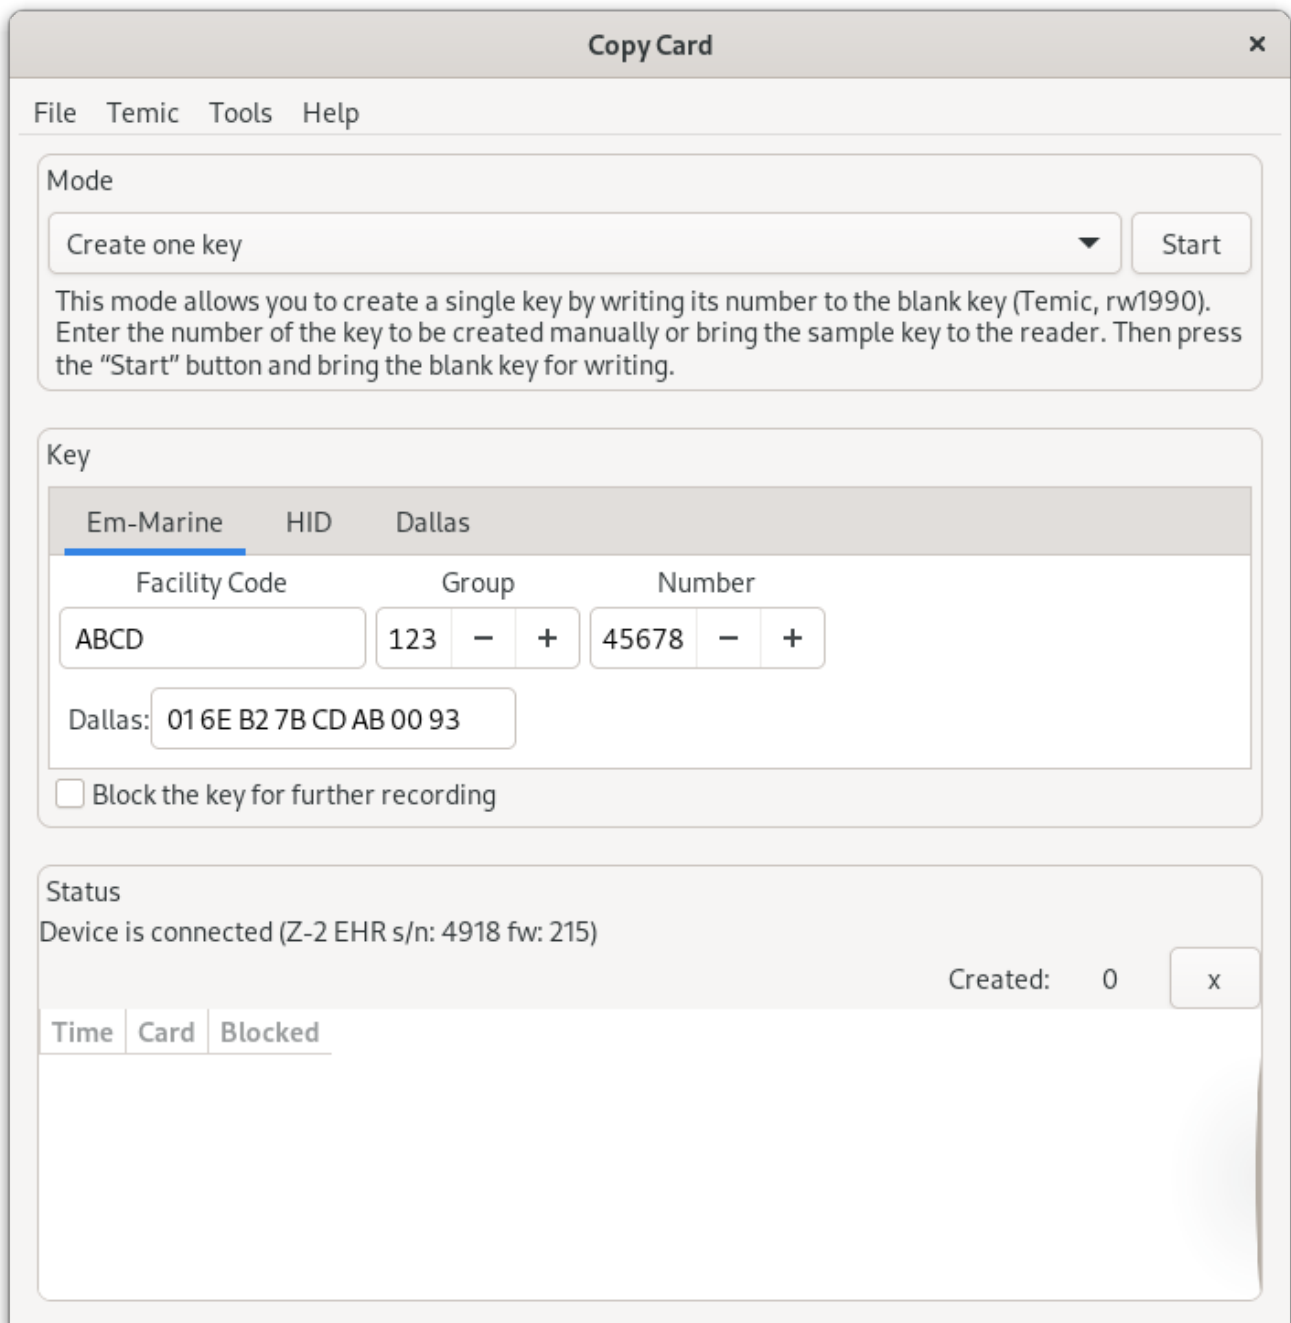 Copy Card ×
File Temic Tools Help
Mode
Create one key Start
This mode allows you to create a single key by writing its number to the blank key (Temic, rw1990).
Enter the number of the key to be created manually or bring the sample key to the reader. Then press
the “Start” button and bring the blank key for writing.
Key
Em-Marine HID Dallas
Facility Code Group Number
ABCD 123 − + 45678 − +
Dallas: 01 6E B2 7B CD AB 00 93
Block the key for further recording
Status
Device is connected (Z-2 EHR s/n: 4918 fw: 215)
Created: 0 x
Time Card Blocked